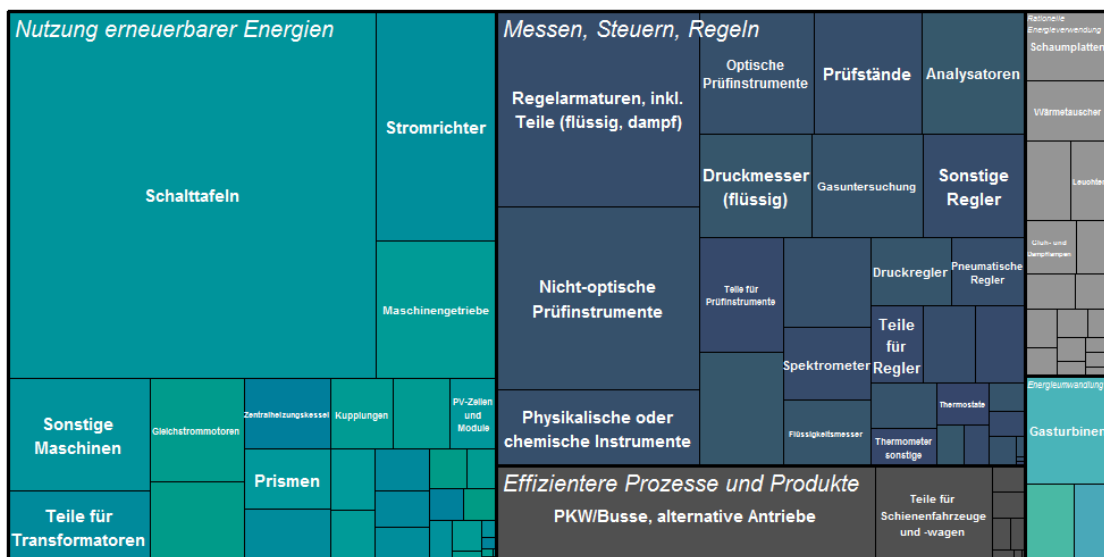 Nutzung erneuerbarer Energien
Schalttafeln
Stromrichter
Maschinengetriebe
Sonstige
Maschinen
Teile für
Transformatoren
Gleichstrommotoren
Zentralheizungskessel
Prismen
Kupplungen
PV-Zellen
und
Module
Messen, Steuern, Regeln
Regelarmaturen, inkl.
Teile (flüssig, dampf)
Nicht-optische
Prüfinstrumente
Physikalische oder
chemische Instrumente
Optische
Prüfinstrumente
Prüfstände
Analysatoren
Druckmesser
(flüssig)
Gasuntersuchung
Sonstige
Regler
Teile für
Prüfinstrumente
Spektrometer
Flüssigkeitsmesser
Druckregler
Pneumatische
Regler
Teile
für
Regler
Thermostate
Thermometer
sonstige
Effizientere Prozesse und Produkte
PKW/Busse, alternative Antriebe
Teile für
Schienenfahrzeuge
und -wagen
Rationelle
Energieverwendung
Schaumplatten
Wärmetauscher
Leuchten
Glüh- und
Dampflampen
Energieumwandlung
Gasturbinen